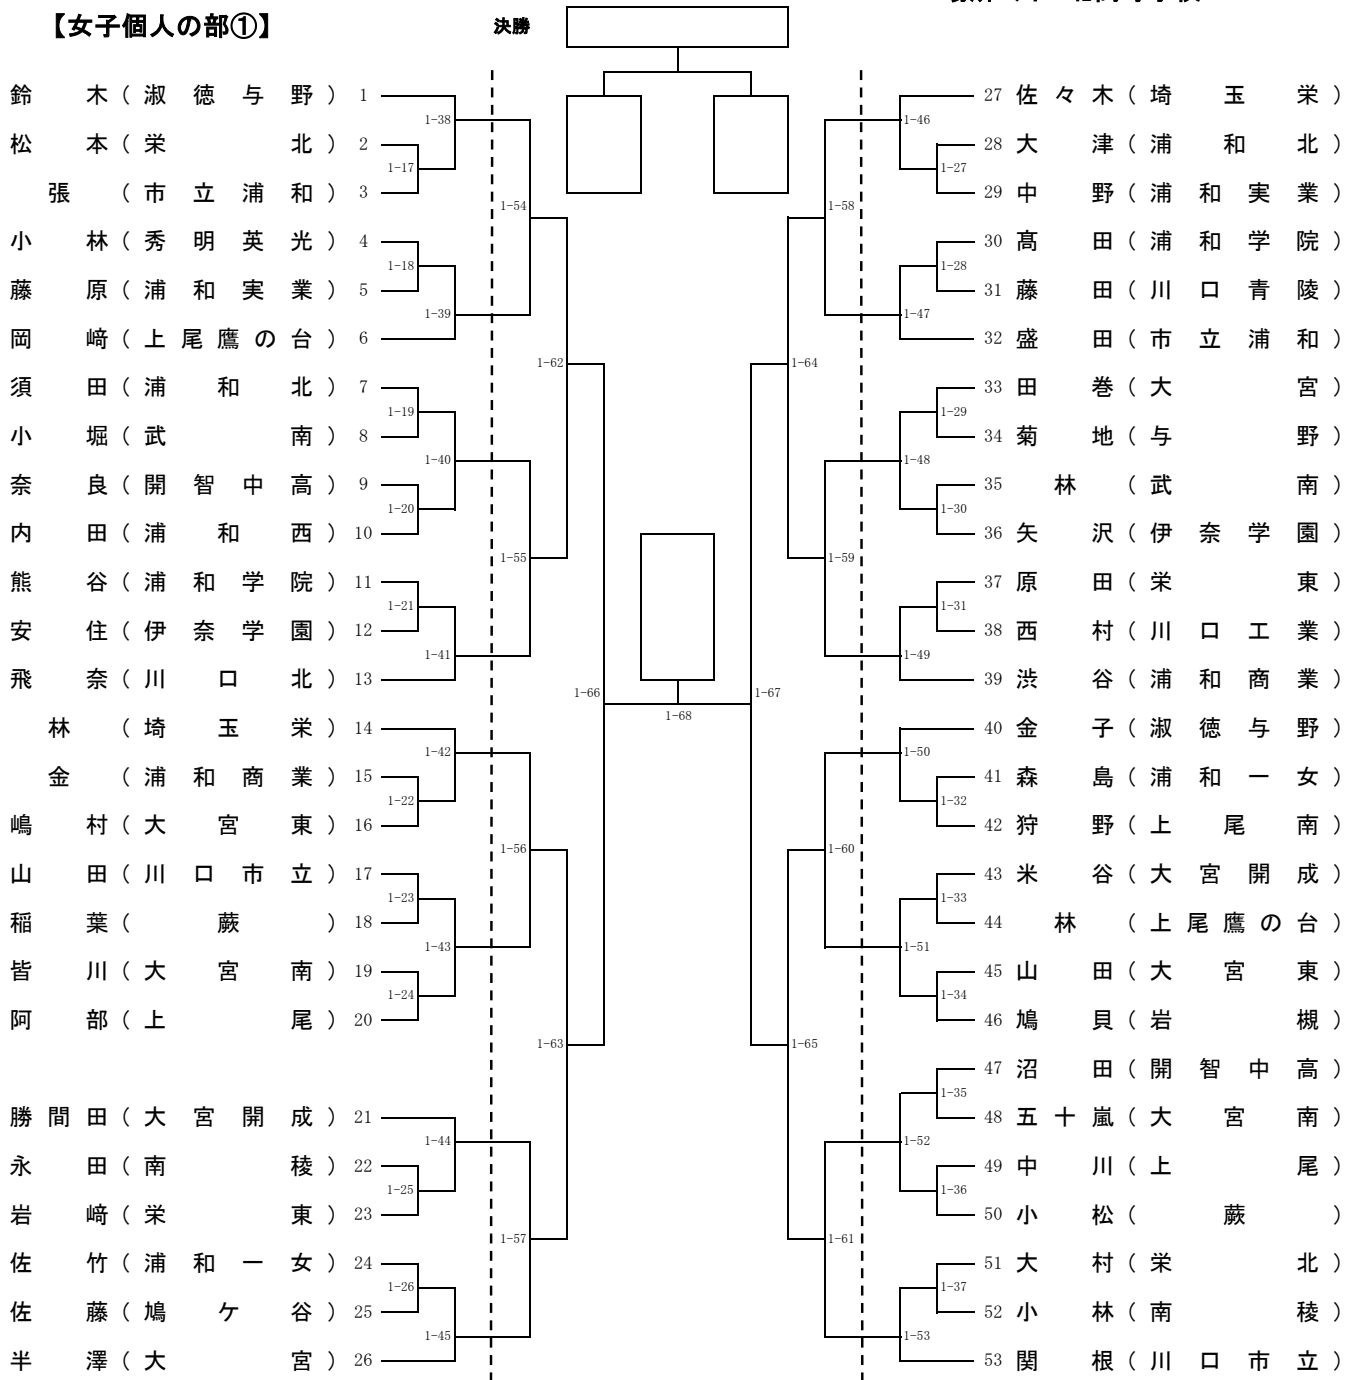 【女子個人の部①】
決勝
鈴木（淑徳与野） 1
松本（栄北） 2
張（市立浦和） 3
小林（秀明英光） 4
藤原（浦和実業） 5
岡﨑（上尾鷹の台） 6
須田（浦和北） 7
小堀（武南） 8
奈良（開智中高） 9
内田（浦和西） 10
熊谷（浦和学院） 11
安住（伊奈学園） 12
飛奈（川口北） 13
林（埼玉栄） 14
金（浦和商業） 15
嶋村（大宮東） 16
山田（川口市立） 17
稲葉（蕨） 18
皆川（大宮南） 19
阿部（上尾） 20
勝間田（大宮開成） 21
永田（南稜） 22
岩﨑（栄東） 23
佐竹（浦和一女） 24
佐藤（鳩ケ谷） 25
半澤（大宮） 26
1-17
1-18
1-19
1-20
1-21
1-22
1-23
1-24
1-25
1-26
1-38
1-39
1-40
1-41
1-42
1-43
1-44
1-45
1-54
1-55
1-56
1-57
1-62
1-63
1-66
1-68
1-67
1-64
1-65
1-58
1-59
1-60
1-61
1-46
1-47
1-48
1-49
1-50
1-51
1-52
1-53
1-27
1-28
1-29
1-30
1-31
1-32
1-33
1-34
1-35
1-36
1-37
27 佐々木（埼玉栄）
28 大津（浦和北）
29 中野（浦和実業）
30 髙田（浦和学院）
31 藤田（川口青陵）
32 盛田（市立浦和）
33 田巻（大宮）
34 菊地（与野）
35 林（武南）
36 矢沢（伊奈学園）
37 原田（栄東）
38 西村（川口工業）
39 渋谷（浦和商業）
40 金子（淑徳与野）
41 森島（浦和一女）
42 狩野（上尾南）
43 米谷（大宮開成）
44 林（上尾鷹の台）
45 山田（大宮東）
46 鳩貝（岩槻）
47 沼田（開智中高）
48 五十嵐（大宮南）
49 中川（上尾）
50 小松（蕨）
51 大村（栄北）
52 小林（南稜）
53 関根（川口市立）